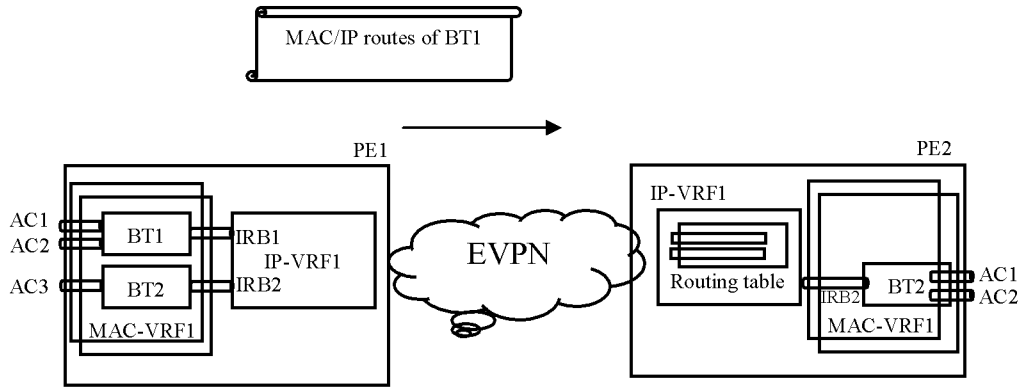 MAC/IP routes of BT1
PE1
PE2
AC1
AC2
AC3
BT1
BT2
IRB1
IP-VRF1
IRB2
MAC-VRF1
EVPN
IP-VRF1
Routing table
IRB2
BT2
MAC-VRF1
AC1
AC2